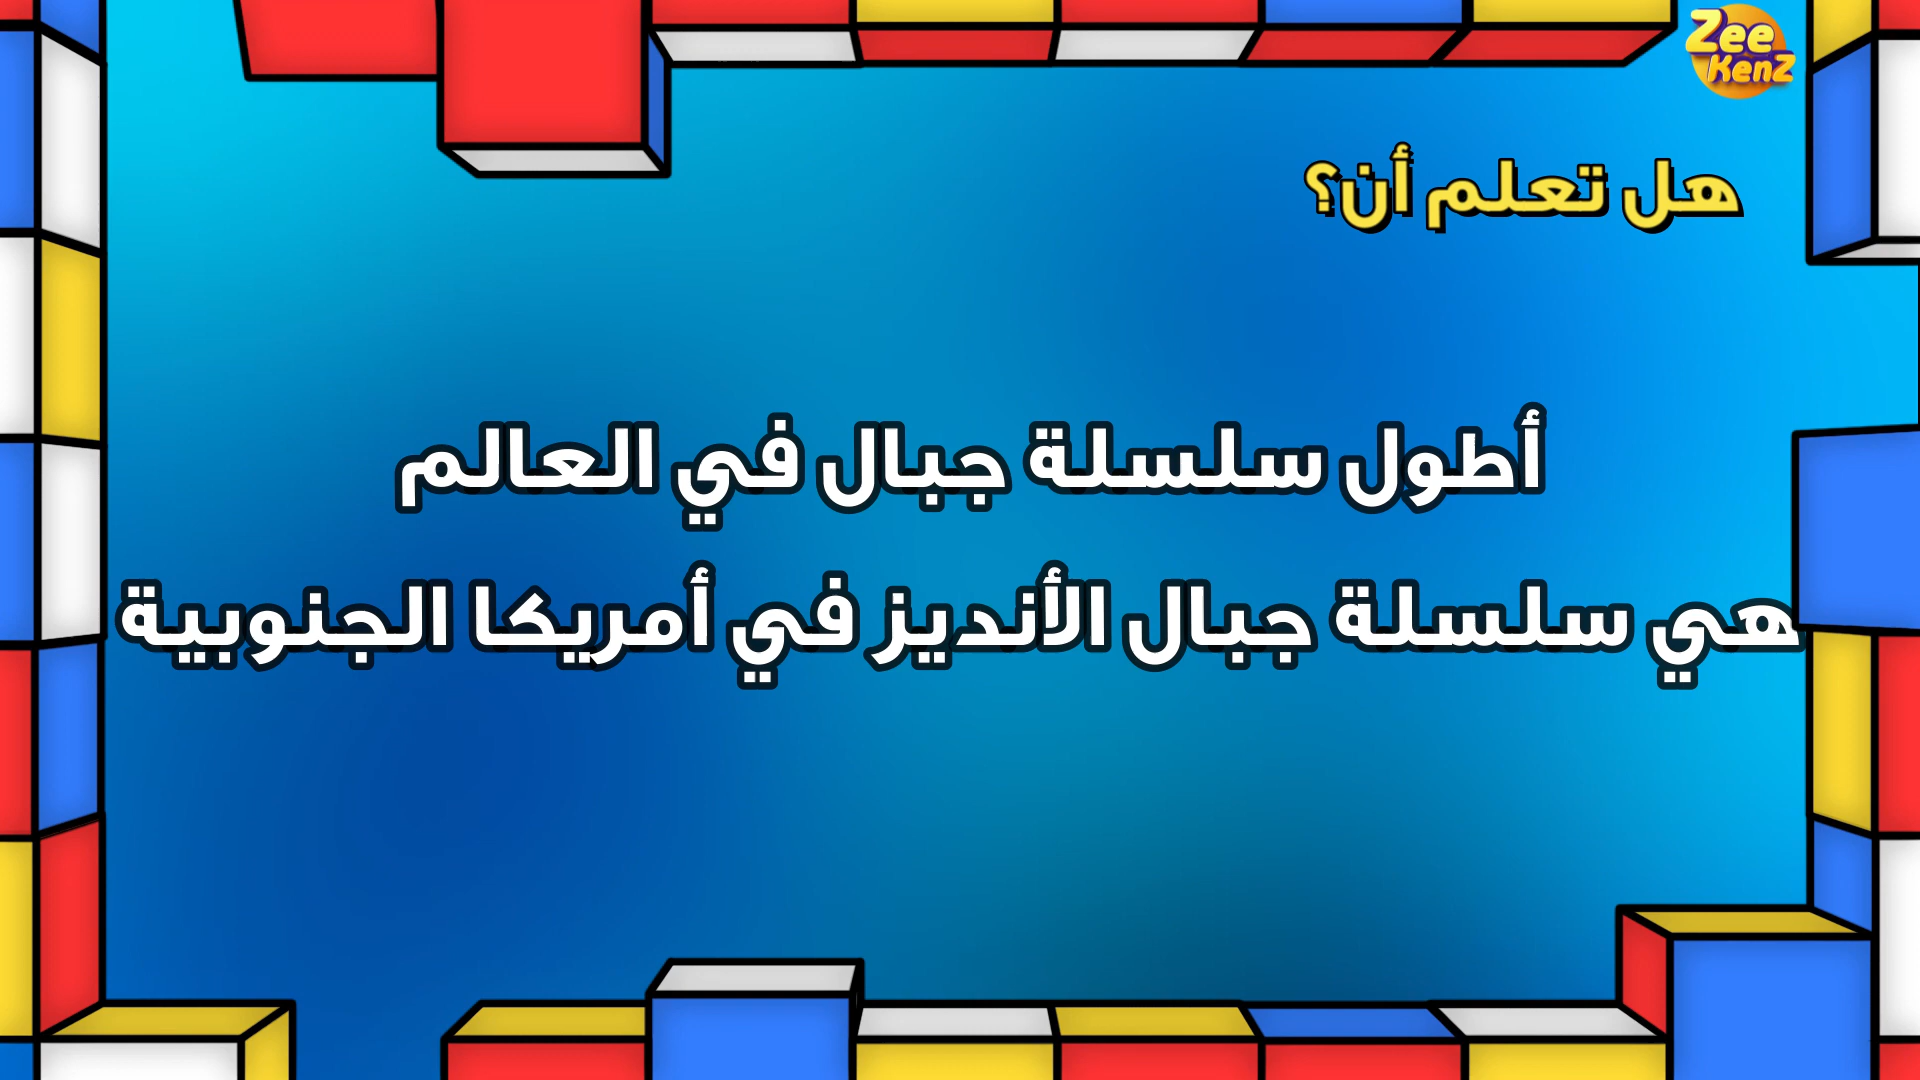 Zee
KenZ
هل تعلم أن؟
أطول سلسلة جبال في العالم
هي سلسلة جبال الأنديز في أمريكا الجنوبية